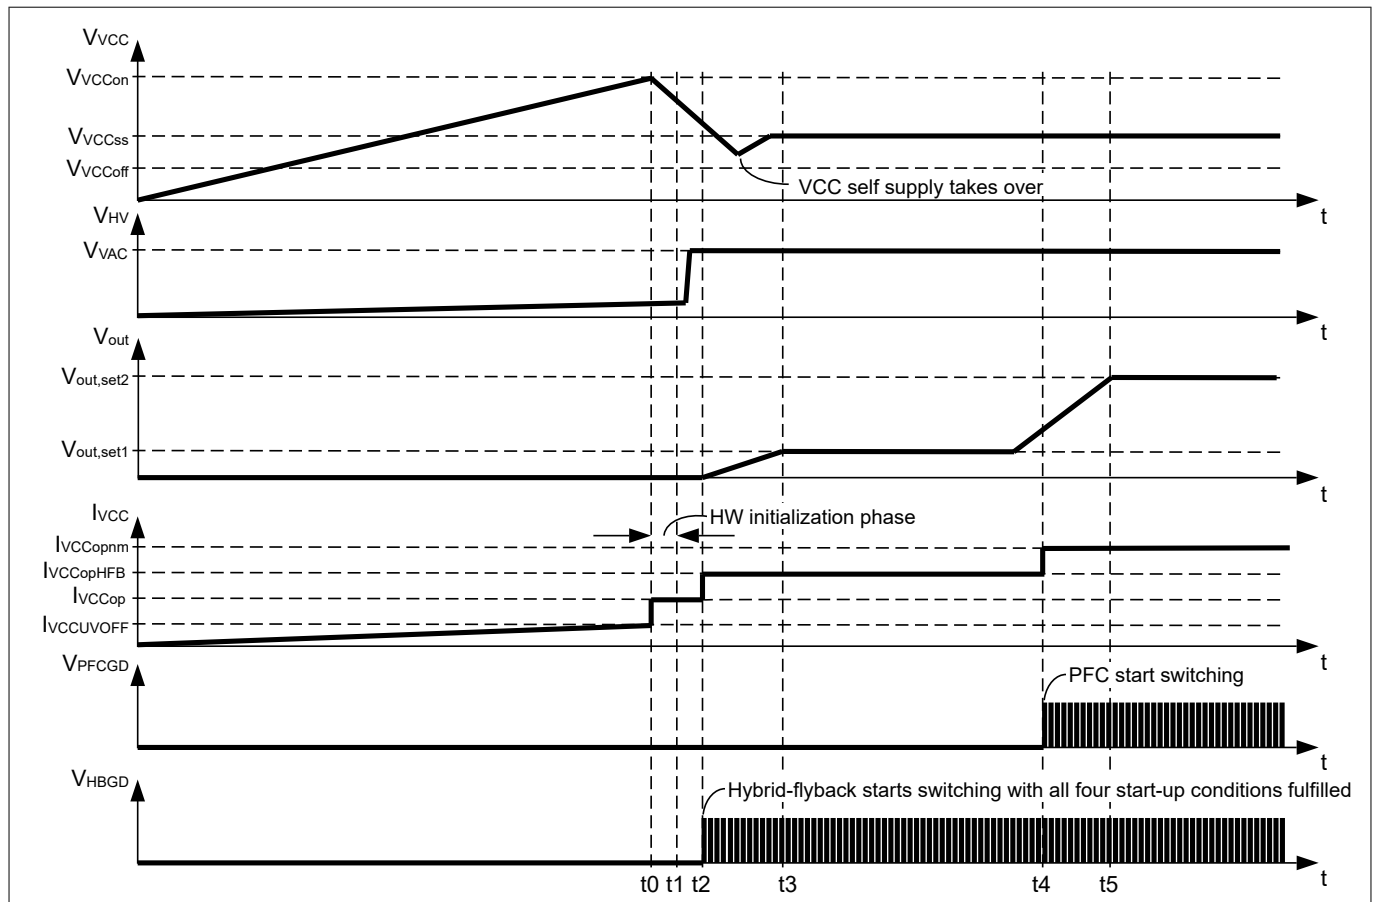 VVCC
VVCCon
VVCCss
VVCCoff
VCC self supply takes over
t
VHV
VVAC
t
Vout
Vout,set2
Vout,set1
t
IVCC
HW initialization phase
IVCCopnm
IVCCopHFB
IVCCop
IVCCUVOFF
t
VPFCGD
PFC start switching
t
VHBGD
Hybrid-flyback starts switching with all four start-up conditions fulfilled
t
t0 t1 t2 t3 t4 t5